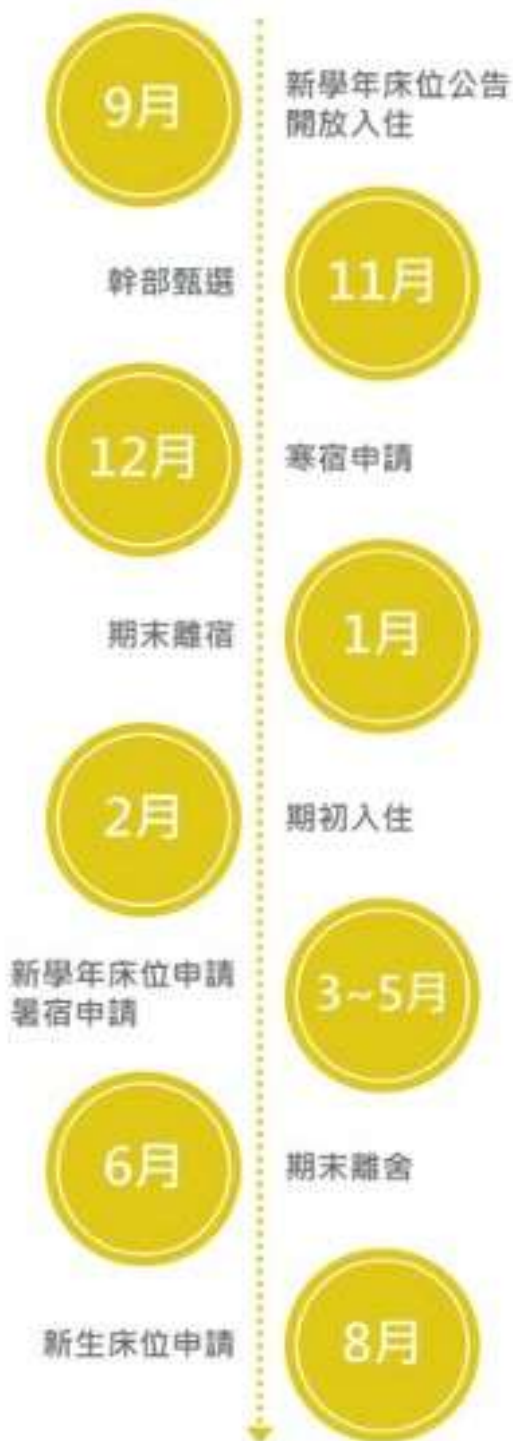 9月
新學年床位公告
開放入住
幹部甄選
11月
12月
寒宿申請
期末離宿
1月
2月
期初入住
新學年床位申請
暑宿申請
3~5月
6月
期末離舍
新生床位申請
8月